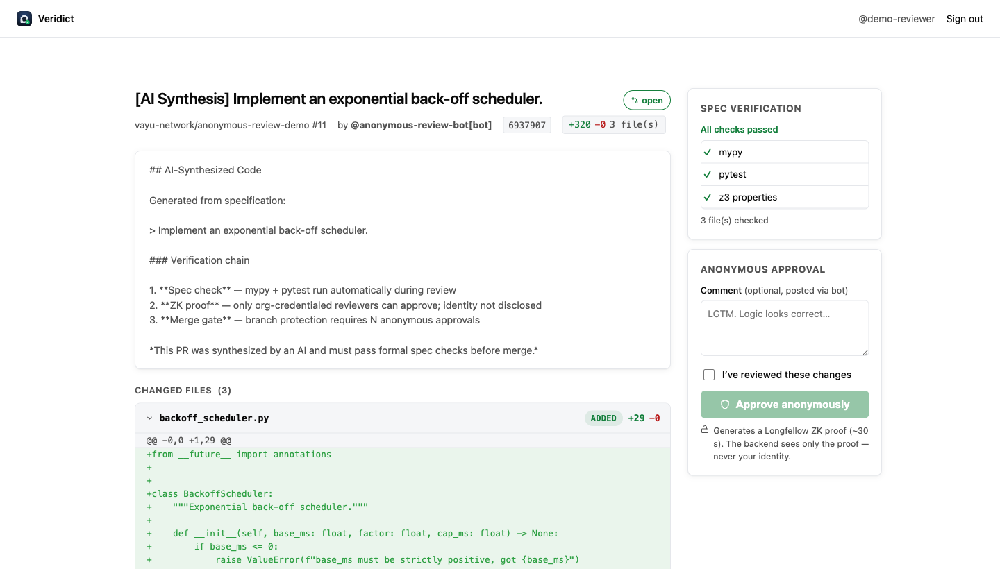 Veridict
@demo-reviewer Sign out
[AI Synthesis] Implement an exponential back-off scheduler.
open
vayu-network/anonymous-review-demo #11 by @anonymous-review-bot[bot] 6937907 +320 −0 3 file(s)
## AI-Synthesized Code
Generated from specification:
> Implement an exponential back-off scheduler.
### Verification chain
1. **Spec check** — mypy + pytest run automatically during review
2. **ZK proof** — only org-credentialed reviewers can approve; identity not disclosed
3. **Merge gate** — branch protection requires N anonymous approvals
*This PR was synthesized by an AI and must pass formal spec checks before merge.*
CHANGED FILES (3)
backoff_scheduler.py ADDED +29 −0
@@ -0,0 +1,29 @@
+from __future__ import annotations
+
+
+class BackoffScheduler:
+    """Exponential back-off scheduler."""
+
+    def __init__(self, base_ms: float, factor: float, cap_ms: float) -> None:
+        if base_ms <= 0:
+            raise ValueError(f"base_ms must be strictly positive, got {base_ms}")
SPEC VERIFICATION
All checks passed
mypy
pytest
z3 properties
3 file(s) checked
ANONYMOUS APPROVAL
Comment (optional, posted via bot)
LGTM. Logic looks correct...
I’ve reviewed these changes
Approve anonymously
Generates a Longfellow ZK proof (~30
s). The backend sees only the proof —
never your identity.